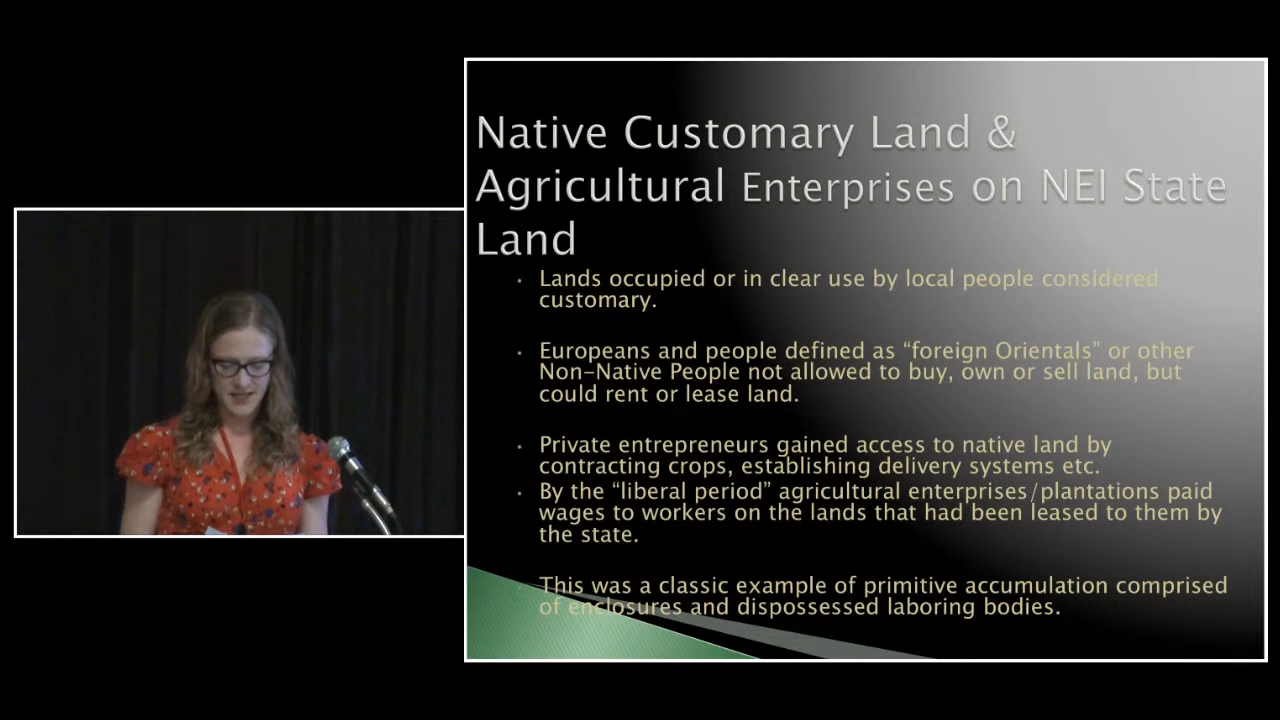 Native Customary Land &
Agricultural Enterprises on NEI State
Land
• Lands occupied or in clear use by local people considered
customary.
• Europeans and people defined as “foreign Orientals” or other
Non-Native People not allowed to buy, own or sell land, but
could rent or lease land.
• Private entrepreneurs gained access to native land by
contracting crops, establishing delivery systems etc.
• By the “liberal period” agricultural enterprises/plantations paid
wages to workers on the lands that had been leased to them by
the state.
• This was a classic example of primitive accumulation comprised
of enclosures and dispossessed laboring bodies.